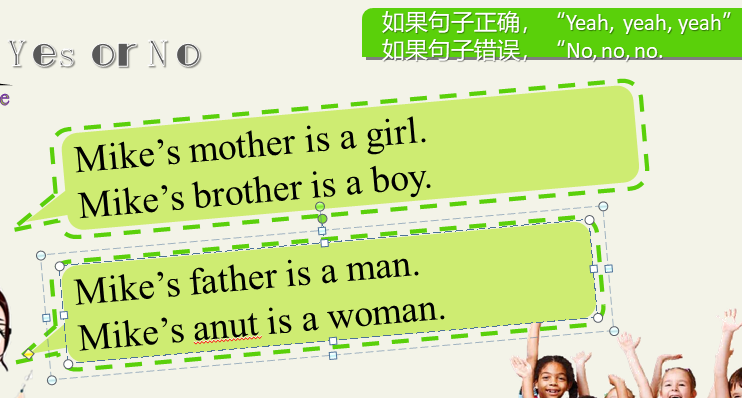 Yes or No
如果句子正确，“Yeah, yeah, yeah”
如果句子错误，“No, no, no.
e
Mike’s mother is a girl.
Mike’s brother is a boy.
Mike’s father is a man.
Mike’s anut is a woman.